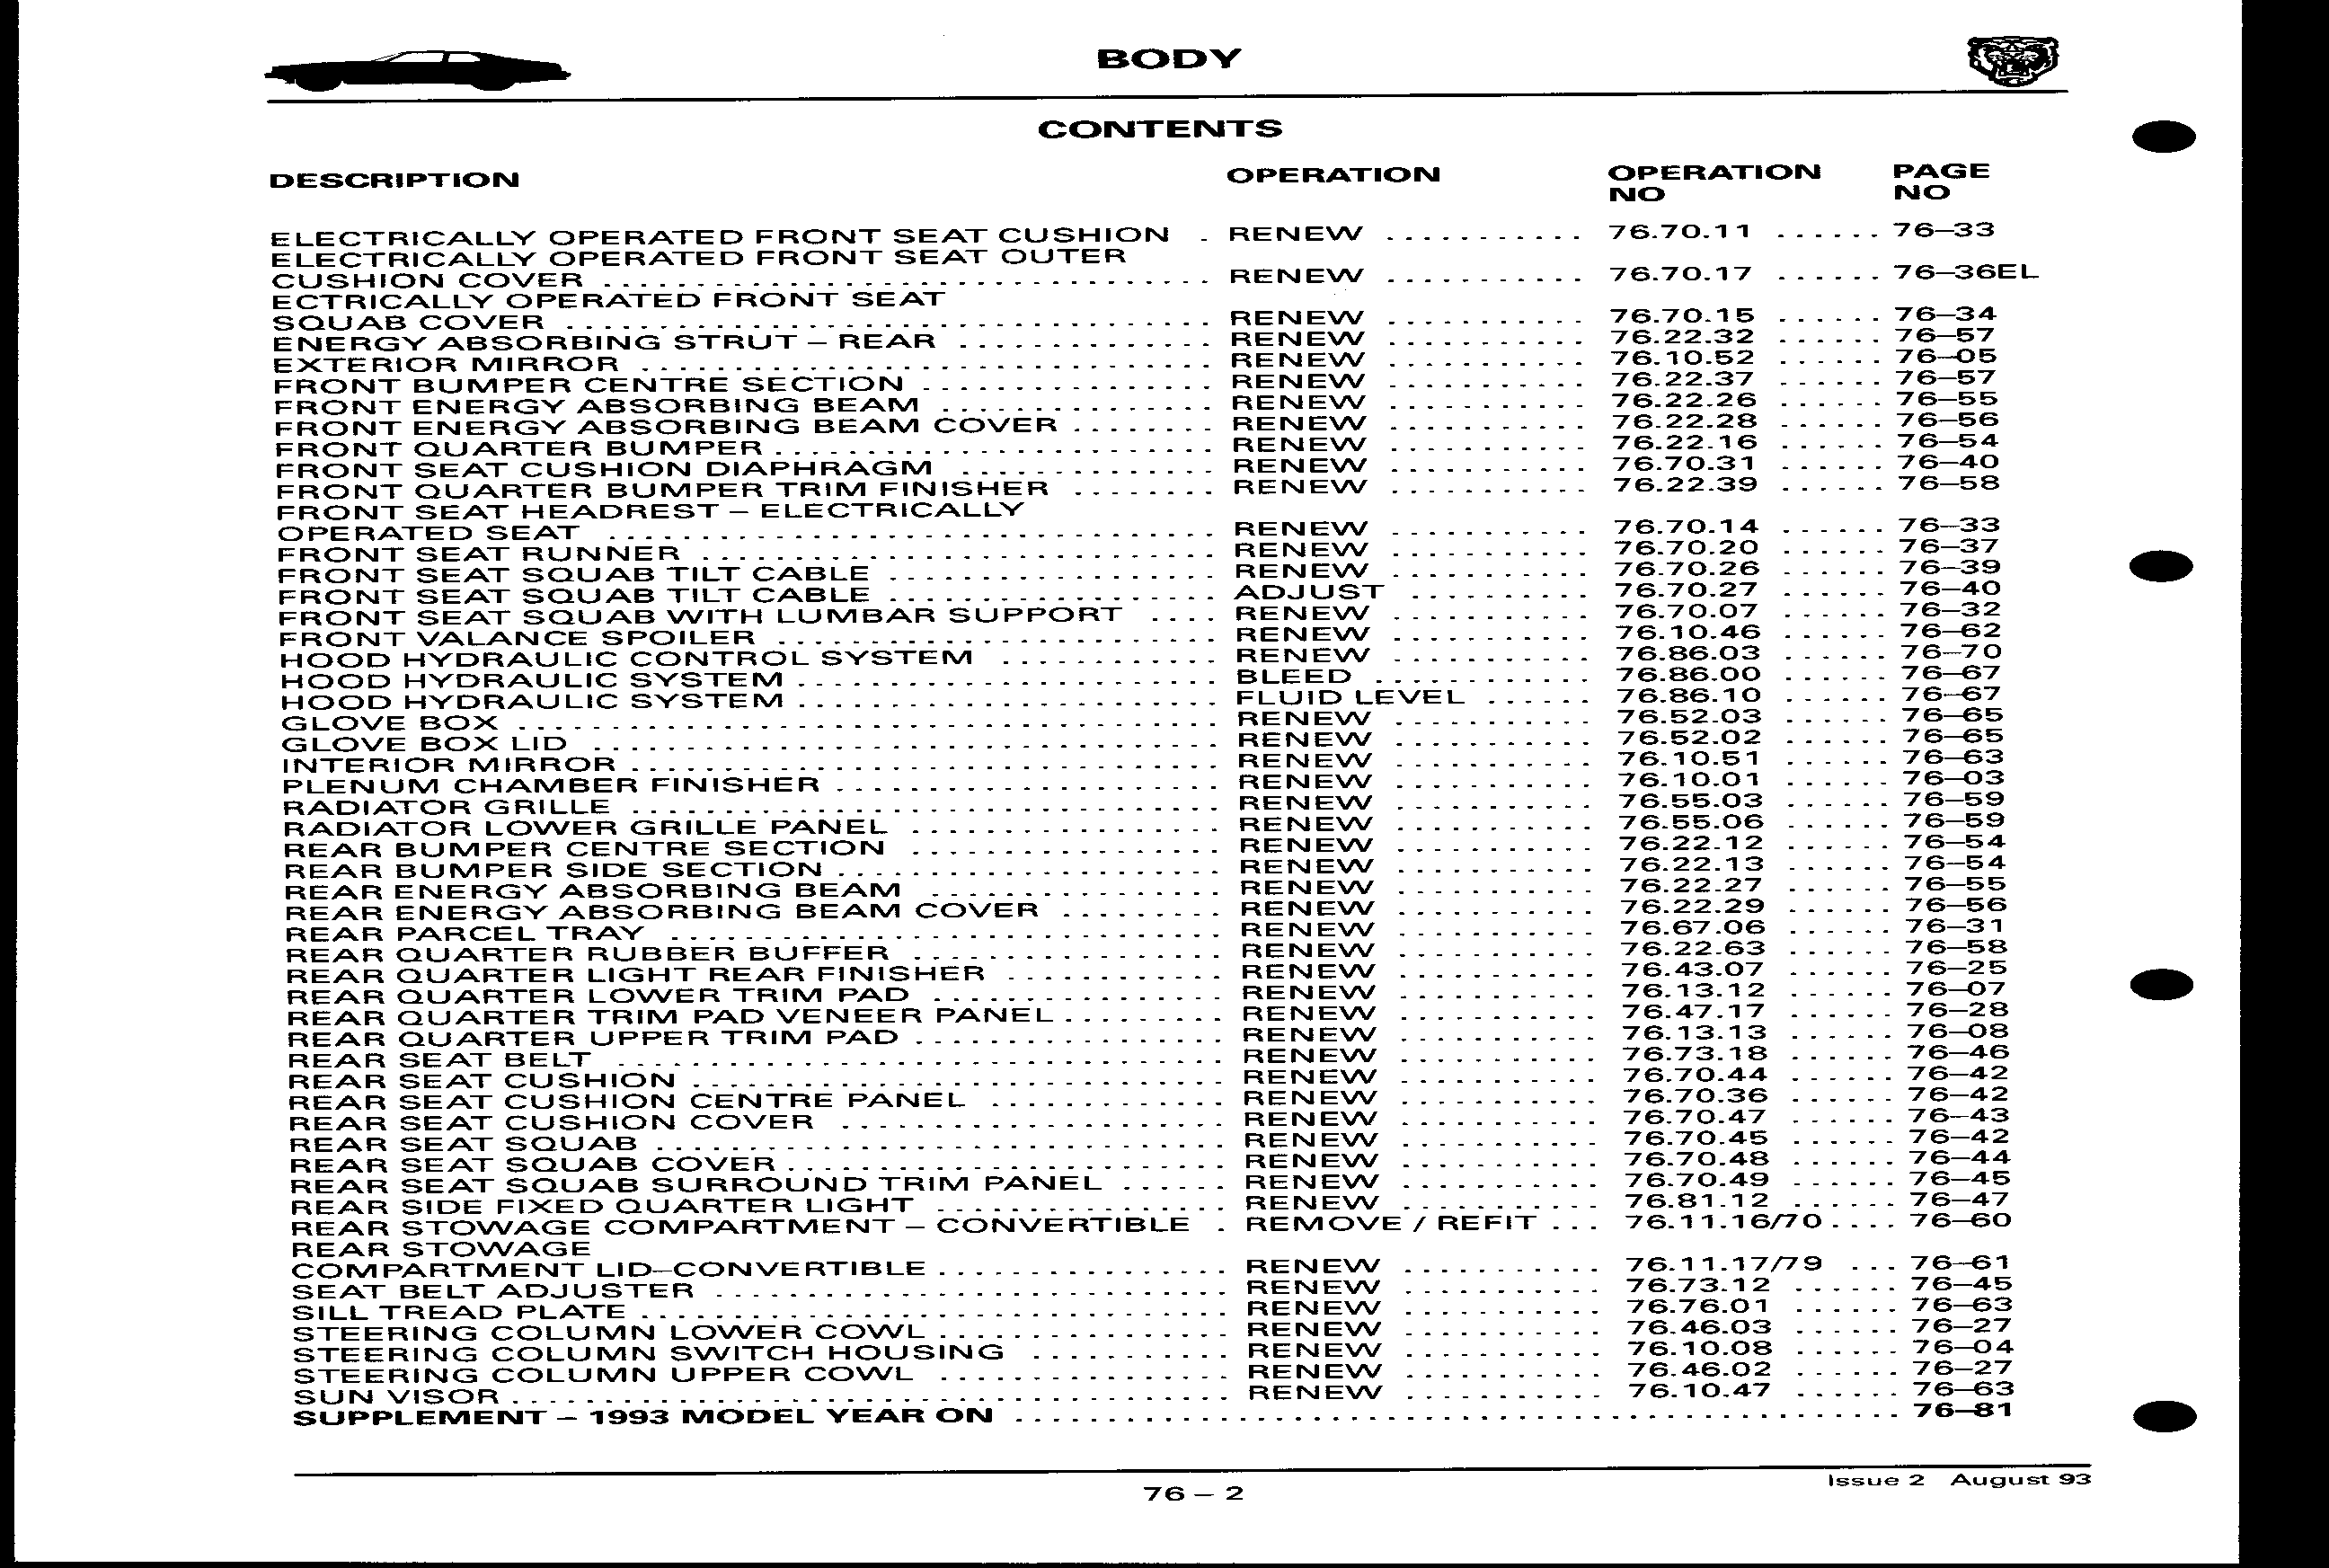 BODY
CONTENTS
DESCRIPTION OPERATION OPERATION NO PAGE NO
ELECTRICALLY OPERATED FRONT SEAT CUSHION . RENEW ........... 76.70.11 ...... 76–33
ELECTRICALLY OPERATED FRONT SEAT OUTER
CUSHION COVER ................................. RENEW ........... 76.70.17 ...... 76–36EL
ECTRICALLY OPERATED FRONT SEAT
SQUAB COVER ................................... RENEW ........... 76.70.15 ...... 76–34
ENERGY ABSORBING STRUT – REAR .............. RENEW ........... 76.22.32 ...... 76–57
EXTERIOR MIRROR ............................... RENEW ........... 76.10.52 ...... 76–05
FRONT BUMPER CENTRE SECTION ................ RENEW ........... 76.22.37 ...... 76–57
FRONT ENERGY ABSORBING BEAM ............... RENEW ........... 76.22.26 ...... 76–55
FRONT ENERGY ABSORBING BEAM COVER ........ RENEW ........... 76.22.28 ...... 76–56
FRONT QUARTER BUMPER ........................ RENEW ........... 76.22.16 ...... 76–54
FRONT SEAT CUSHION DIAPHRAGM .............. RENEW ........... 76.70.31 ...... 76–40
FRONT QUARTER BUMPER TRIM FINISHER ........ RENEW ........... 76.22.39 ...... 76–58
FRONT SEAT HEADREST – ELECTRICALLY
OPERATED SEAT ................................. RENEW ........... 76.70.14 ...... 76–33
FRONT SEAT RUNNER ............................ RENEW ........... 76.70.20 ...... 76–37
FRONT SEAT SQUAB TILT CABLE .................. RENEW ........... 76.70.26 ...... 76–39
FRONT SEAT SQUAB TILT CABLE .................. ADJUST .......... 76.70.27 ...... 76–40
FRONT SEAT SQUAB WITH LUMBAR SUPPORT .... RENEW ........... 76.70.07 ...... 76–32
FRONT VALANCE SPOILER ........................ RENEW ........... 76.10.46 ...... 76–62
HOOD HYDRAULIC CONTROL SYSTEM ............ RENEW ........... 76.86.03 ...... 76–70
HOOD HYDRAULIC SYSTEM ....................... BLEED ............ 76.86.00 ...... 76–67
HOOD HYDRAULIC SYSTEM ....................... FLUID LEVEL ...... 76.86.10 ...... 76–67
GLOVE BOX ...................................... RENEW ........... 76.52.03 ...... 76–65
GLOVE BOX LID .................................. RENEW ........... 76.52.02 ...... 76–65
INTERIOR MIRROR ................................ RENEW ........... 76.10.51 ...... 76–63
PLENUM CHAMBER FINISHER ..................... RENEW ........... 76.10.01 ...... 76–03
RADIATOR GRILLE ................................ RENEW ........... 76.55.03 ...... 76–59
RADIATOR LOWER GRILLE PANEL ................. RENEW ........... 76.55.06 ...... 76–59
REAR BUMPER CENTRE SECTION ................. RENEW ........... 76.22.12 ...... 76–54
REAR BUMPER SIDE SECTION ..................... RENEW ........... 76.22.13 ...... 76–54
REAR ENERGY ABSORBING BEAM ................ RENEW ........... 76.22.27 ...... 76–55
REAR ENERGY ABSORBING BEAM COVER ......... RENEW ........... 76.22.29 ...... 76–56
REAR PARCEL TRAY .............................. RENEW ........... 76.67.06 ...... 76–31
REAR QUARTER RUBBER BUFFER ................. RENEW ........... 76.22.63 ...... 76–58
REAR QUARTER LIGHT REAR FINISHER ............ RENEW ........... 76.43.07 ...... 76–25
REAR QUARTER LOWER TRIM PAD ................ RENEW ........... 76.13.12 ...... 76–07
REAR QUARTER TRIM PAD VENEER PANEL ......... RENEW ........... 76.47.17 ...... 76–28
REAR QUARTER UPPER TRIM PAD ................. RENEW ........... 76.13.13 ...... 76–08
REAR SEAT BELT ................................. RENEW ........... 76.73.18 ...... 76–46
REAR SEAT CUSHION ............................. RENEW ........... 76.70.44 ...... 76–42
REAR SEAT CUSHION CENTRE PANEL ............. RENEW ........... 76.70.36 ...... 76–42
REAR SEAT CUSHION COVER ..................... RENEW ........... 76.70.47 ...... 76–43
REAR SEAT SQUAB ............................... RENEW ........... 76.70.45 ...... 76–42
REAR SEAT SQUAB COVER ........................ RENEW ........... 76.70.48 ...... 76–44
REAR SEAT SQUAB SURROUND TRIM PANEL ...... RENEW ........... 76.70.49 ...... 76–45
REAR SIDE FIXED QUARTER LIGHT ................ RENEW ........... 76.81.12 ...... 76–47
REAR STOWAGE COMPARTMENT – CONVERTIBLE . REMOVE / REFIT ... 76.11.16/70 .... 76–60
REAR STOWAGE
COMPARTMENT LID–CONVERTIBLE ................ RENEW ........... 76.11.17/79 ... 76–61
SEAT BELT ADJUSTER ............................ RENEW ........... 76.73.12 ...... 76–45
SILL TREAD PLATE ................................ RENEW ........... 76.76.01 ...... 76–63
STEERING COLUMN LOWER COWL ................ RENEW ........... 76.46.03 ...... 76–27
STEERING COLUMN SWITCH HOUSING ........... RENEW ........... 76.10.08 ...... 76–04
STEERING COLUMN UPPER COWL ................ RENEW ........... 76.46.02 ...... 76–27
SUN VISOR ....................................... RENEW ........... 76.10.47 ...... 76–63
SUPPLEMENT – 1993 MODEL YEAR ON ................................................ 76–81
Issue 2 August 93
76 – 2